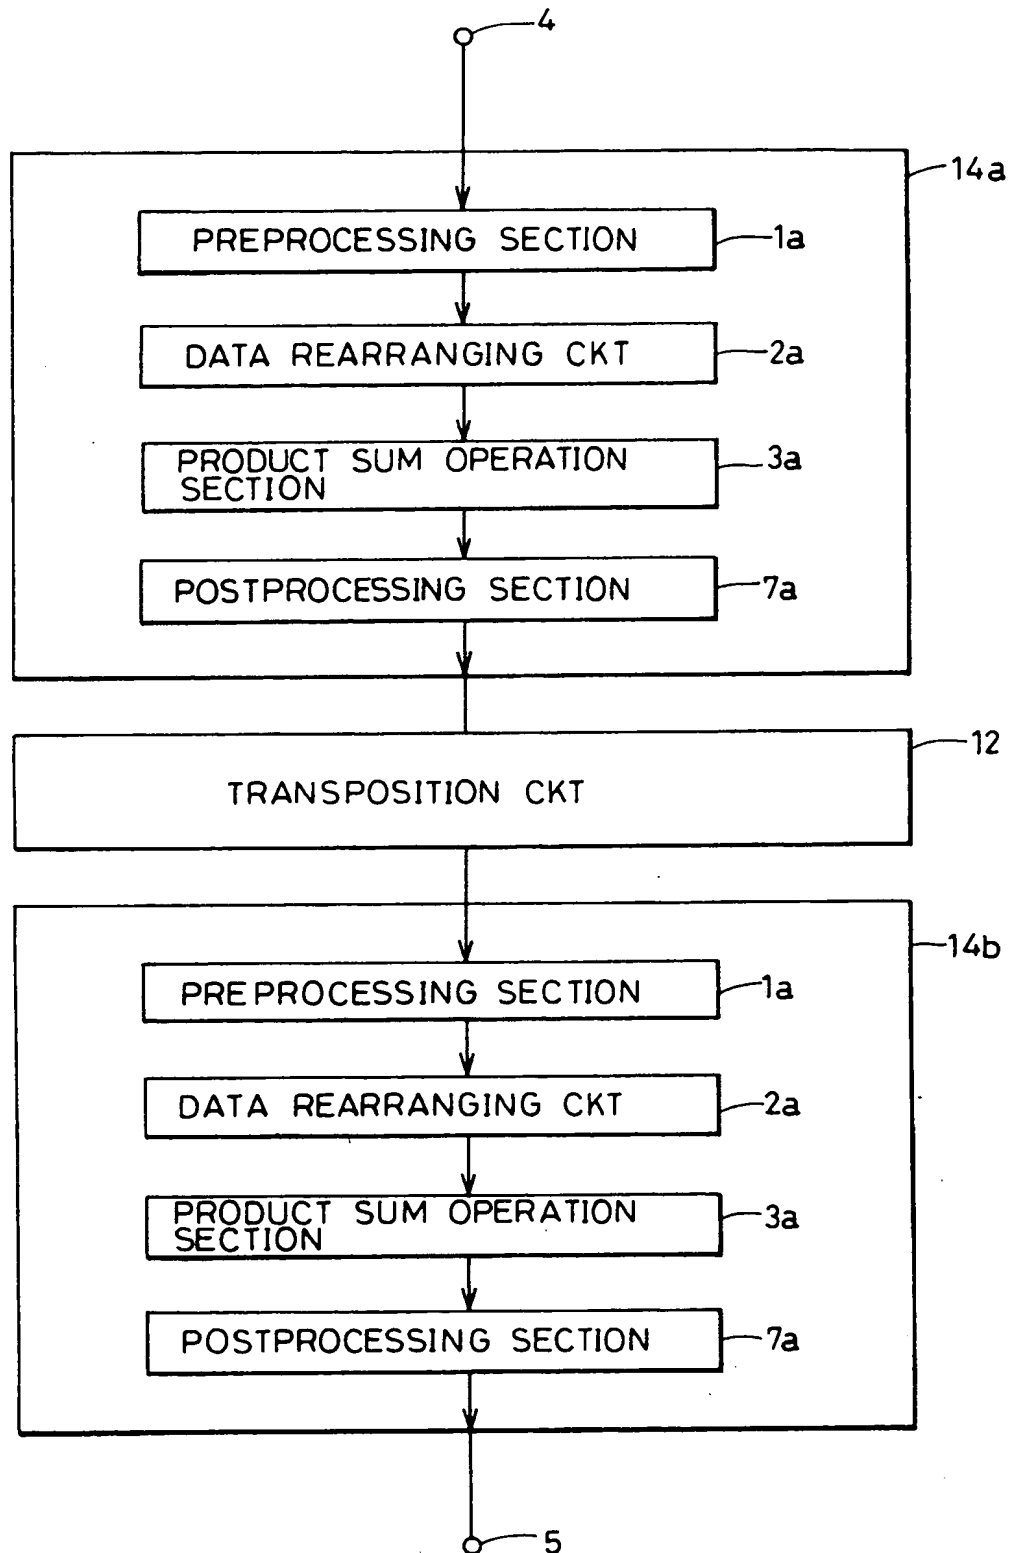 4
14a
PREPROCESSING SECTION
1a
DATA REARRANGING CKT
2a
PRODUCT SUM OPERATION
SECTION
3a
POSTPROCESSING SECTION
7a
12
TRANSPOSITION CKT
14b
PREPROCESSING SECTION
1a
DATA REARRANGING CKT
2a
PRODUCT SUM OPERATION
SECTION
3a
POSTPROCESSING SECTION
7a
5